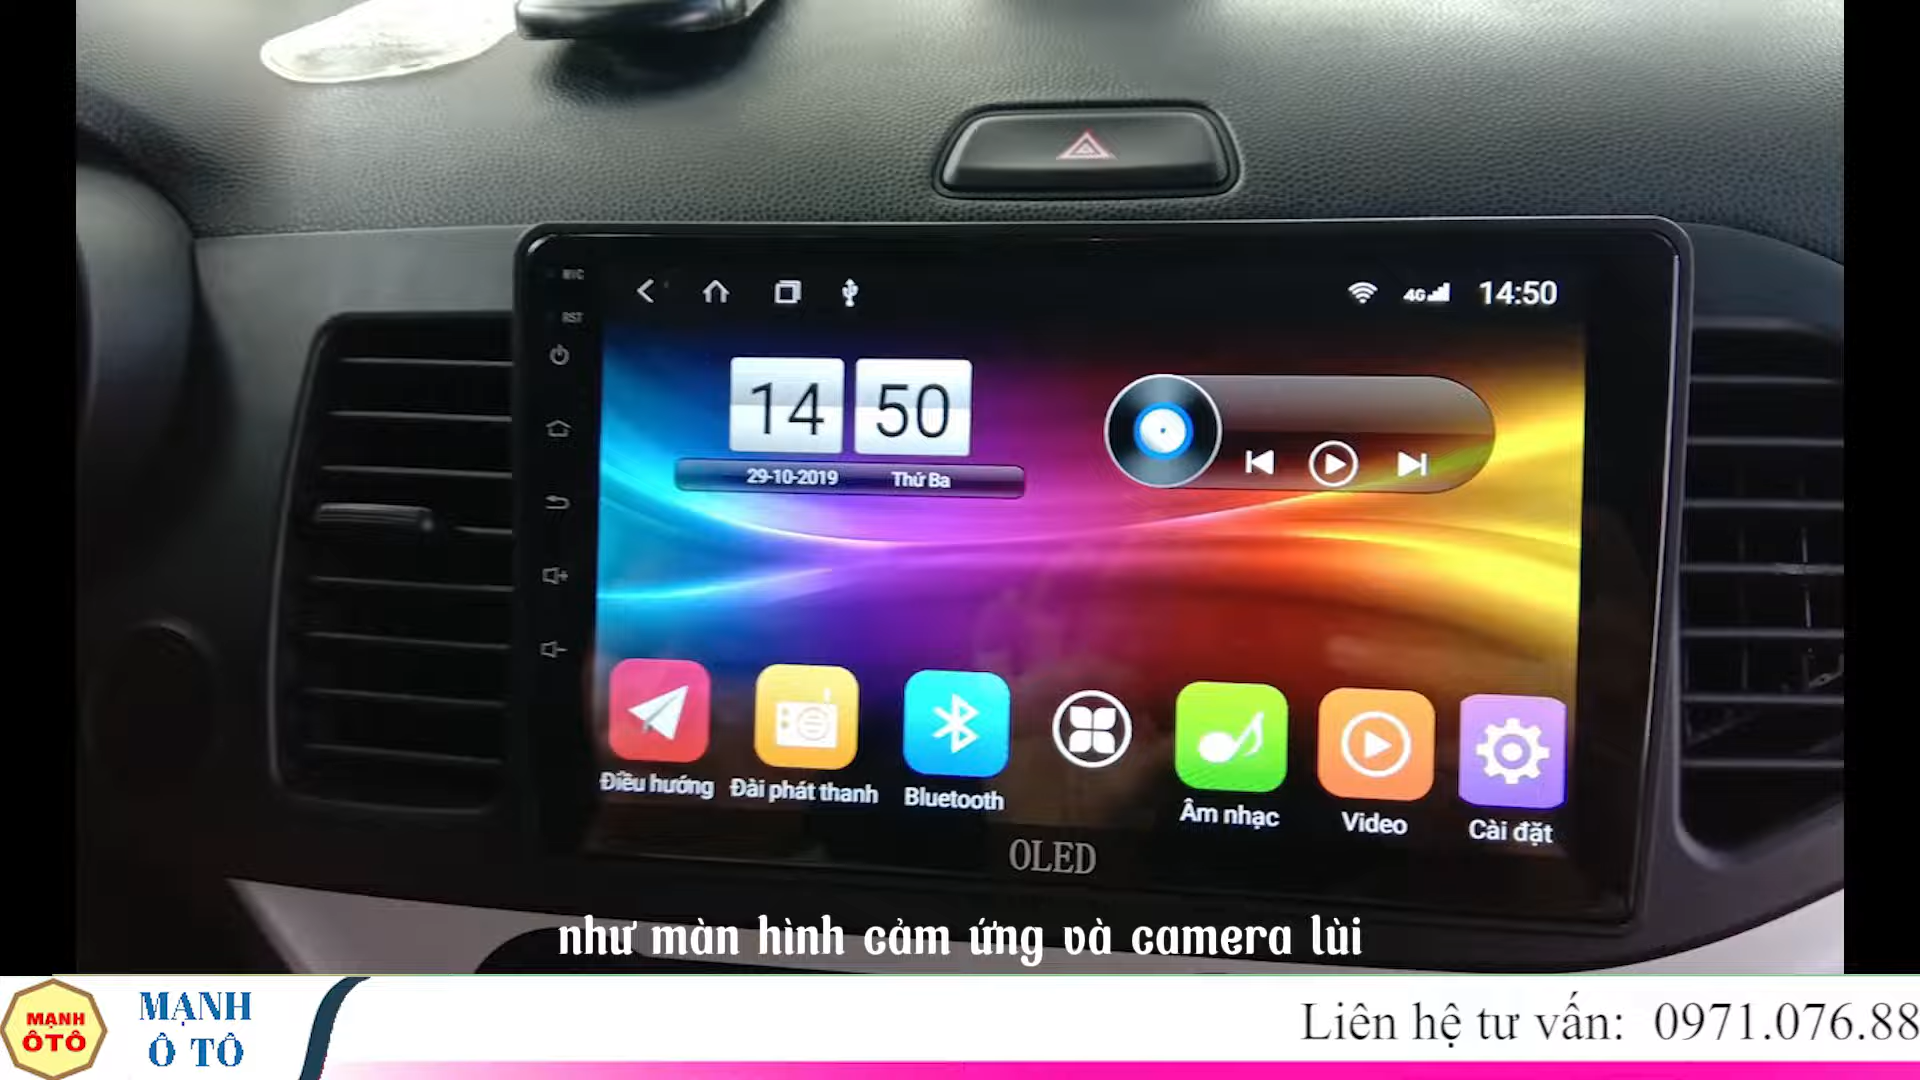 MIC
RST
4G
14:50
14 50
29-10-2019 Thứ Ba
Điều hướng
Đài phát thanh
Bluetooth
Âm nhạc
Video
Cài đặt
OLED
như màn hình cảm ứng và camera lùi
MẠNH
ÔTÔ
MẠNH
Ô TÔ
Liên hệ tư vấn: 0971.076.88